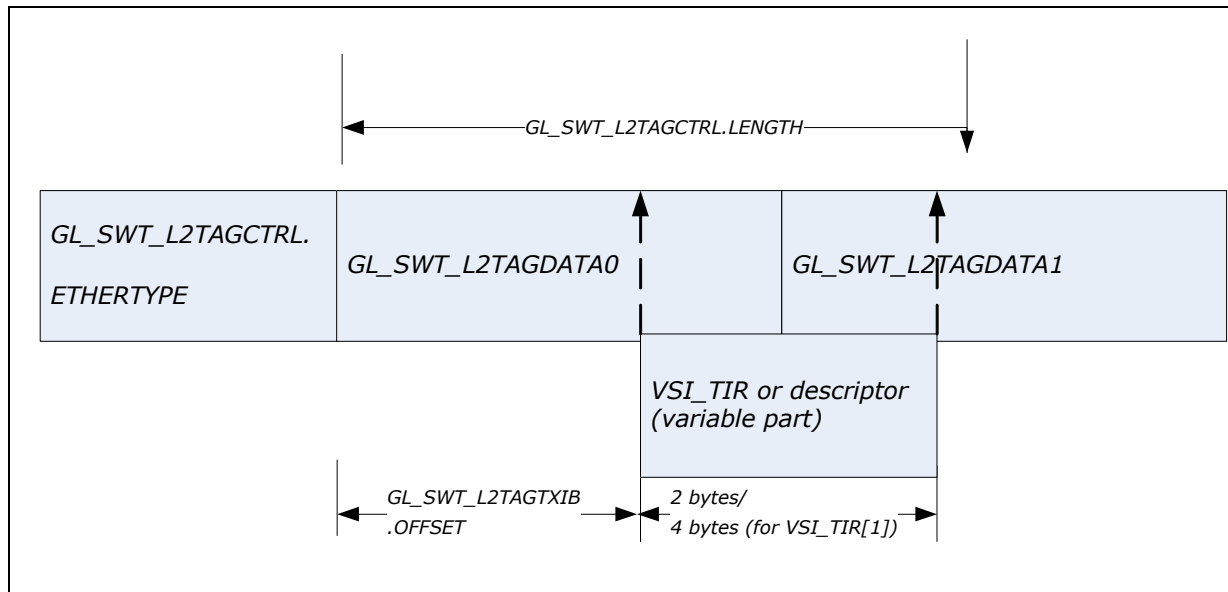 GL_SWT_L2TAGCTRL.LENGTH
GL_SWT_L2TAGCTRL.
ETHERTYPE
GL_SWT_L2TAGDATA0
GL_SWT_L2TAGDATA1
VSI_TIR or descriptor
(variable part)
GL_SWT_L2TAGTXIB
.OFFSET
2 bytes/
4 bytes (for VSI_TIR[1])